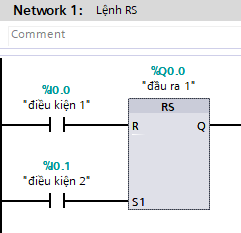 Network 1: Lệnh RS
Comment
%I0.0
"điều kiện 1"
%Q0.0
"đầu ra 1"
RS
R Q
%I0.1
"điều kiện 2"
S1